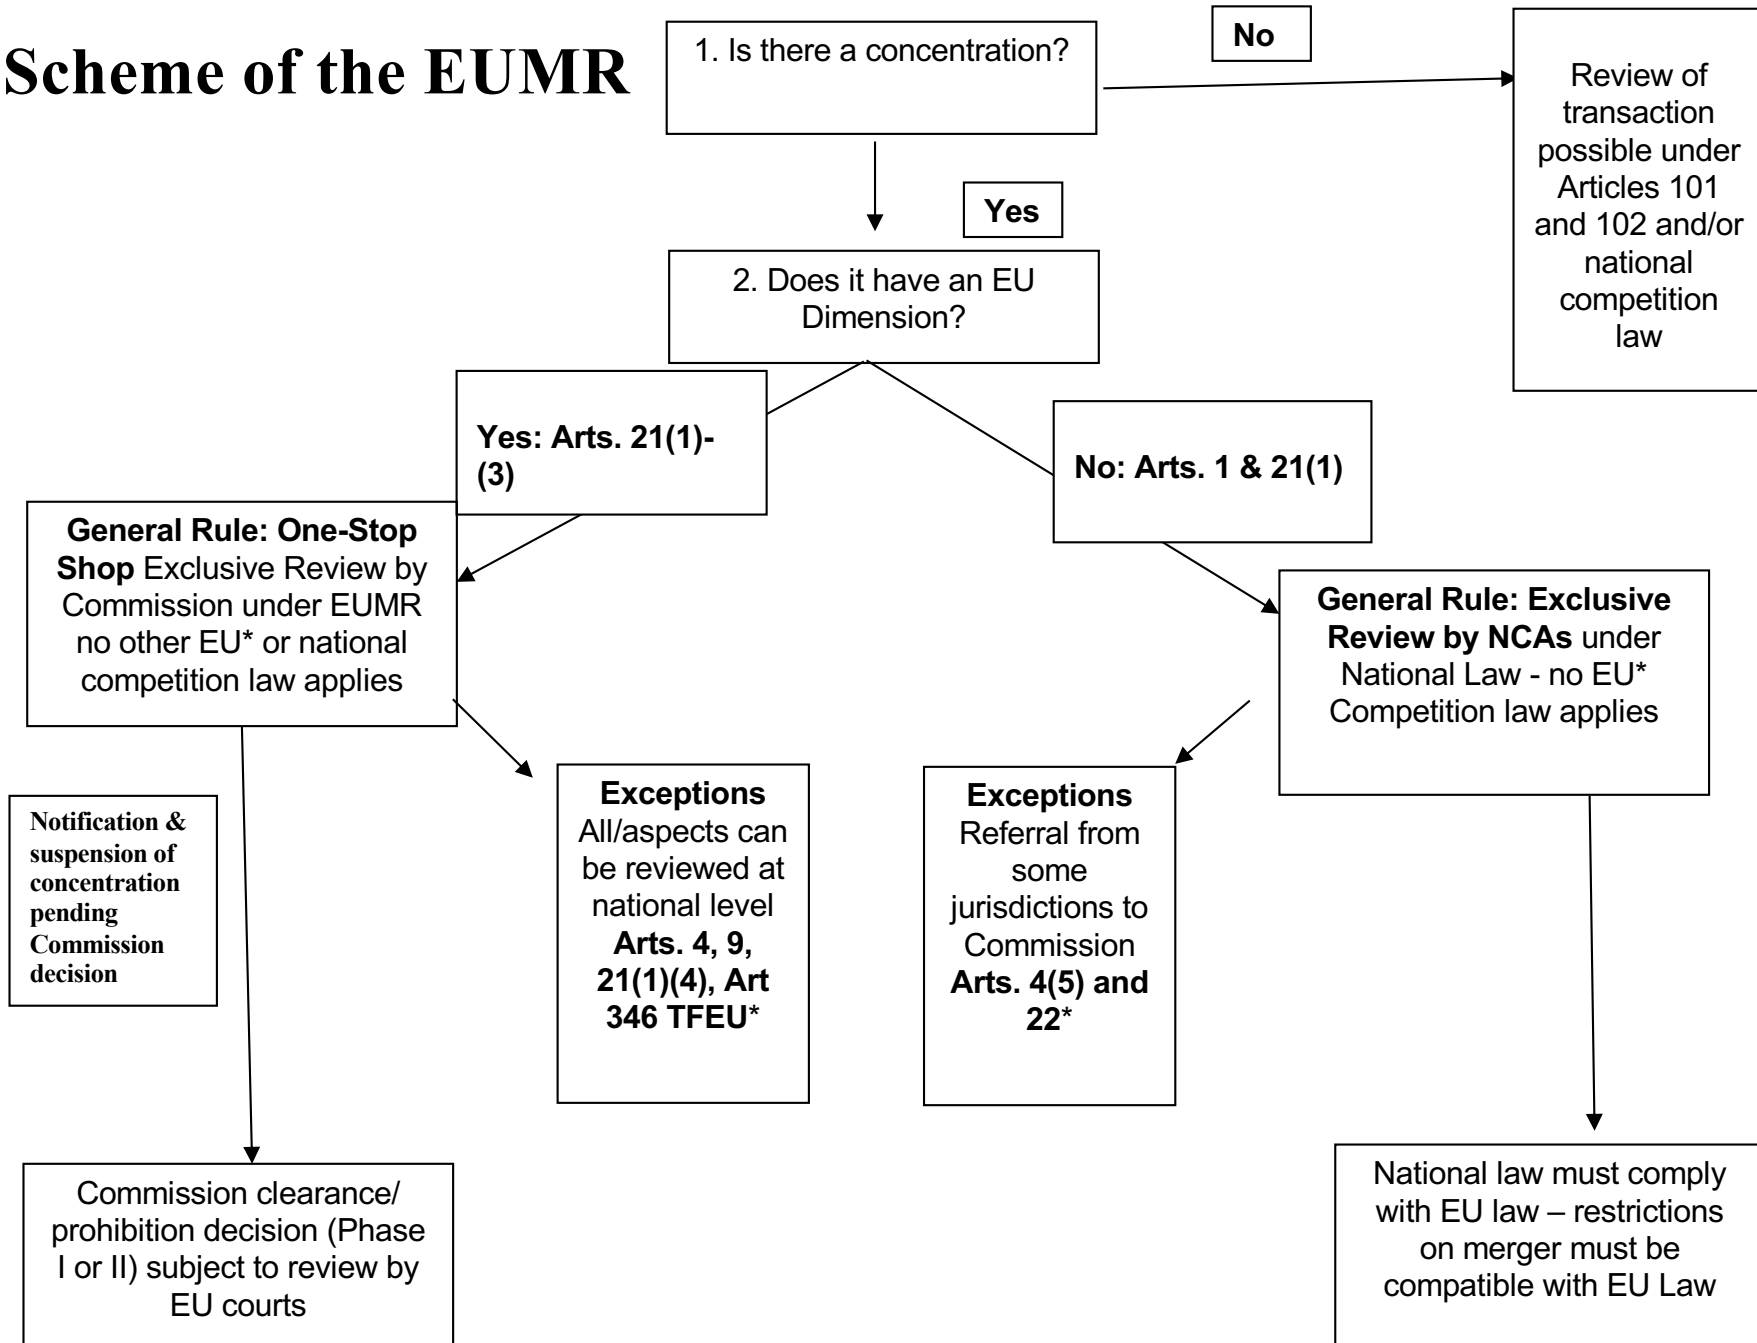 Scheme of the EUMR
1. Is there a concentration?
No
Review of
transaction
possible under
Articles 101
and 102 and/or
national
competition
law
Yes
2. Does it have an EU
Dimension?
Yes: Arts. 21(1)-
(3)
No: Arts. 1 & 21(1)
General Rule: One-Stop
Shop Exclusive Review by
Commission under EUMR
no other EU* or national
competition law applies
General Rule: Exclusive
Review by NCAs under
National Law - no EU*
Competition law applies
Notification &
suspension of
concentration
pending
Commission
decision
Exceptions
All/aspects can
be reviewed at
national level
Arts. 4, 9,
21(1)(4), Art
346 TFEU*
Exceptions
Referral from
some
jurisdictions to
Commission
Arts. 4(5) and
22*
Commission clearance/
prohibition decision (Phase
I or II) subject to review by
EU courts
National law must comply
with EU law – restrictions
on merger must be
compatible with EU Law